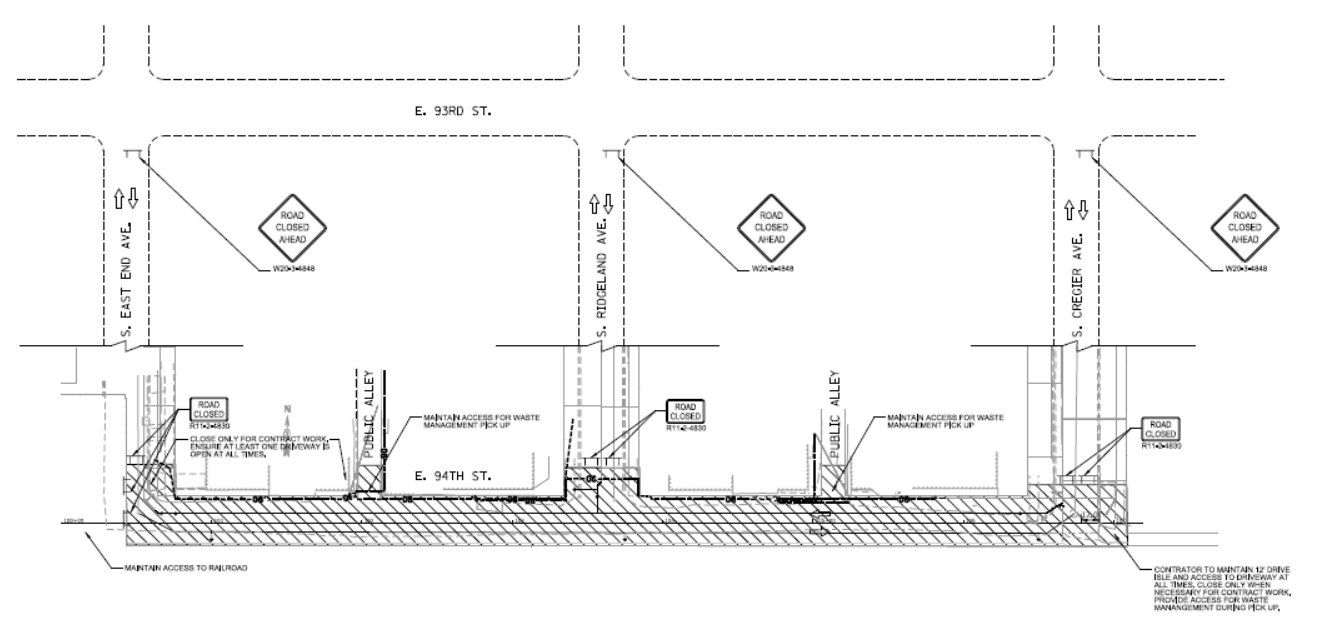 E. 93RD ST.
ROAD
CLOSED
AHEAD
W20-3-4848
ROAD
CLOSED
AHEAD
W20-3-4848
ROAD
CLOSED
AHEAD
W20-3-4848
S. EAST END AVE.
S. RIDGELAND AVE.
S. CREGIER AVE.
ROAD
CLOSED
R11-2-4830
N
CLOSE ONLY FOR CONTRACT WORK,
ENSURE AT LEAST ONE DRIVEWAY IS
OPEN AT ALL TIMES.
PUBLIC ALLEY
MAINTAIN ACCESS FOR WASTE
MANAGEMENT PICK UP
ROAD
CLOSED
R11-2-4830
PUBLIC ALLEY
MAINTAIN ACCESS FOR WASTE
MANAGEMENT PICK UP
ROAD
CLOSED
R11-2-4830
E. 94TH ST.
MAINTAIN ACCESS TO RAILROAD
CONTRATOR TO MAINTAIN 12' DRIVE
ISLE AND ACCESS TO DRIVEWAY AT
ALL TIMES. CLOSE ONLY WHEN
NECESSARY FOR CONTRACT WORK,
PROVIDE ACCESS FOR WASTE
MANANGEMENT DURING PICK UP,